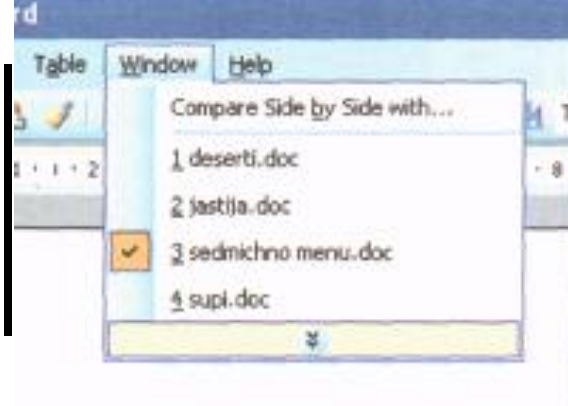 rd
Table Window Help
Compare Side by Side with...
1 deserti.doc
2 jastija.doc
3 sedmichno menu.doc
4 supi.doc